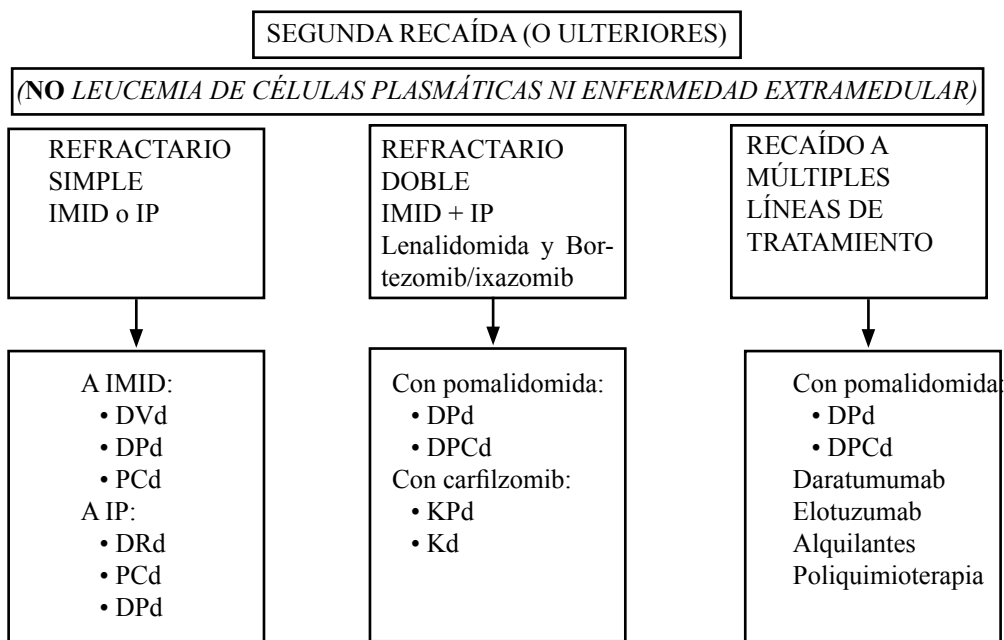 SEGUNDA RECAÍDA (O ULTERIORES)
(NO LEUCEMIA DE CÉLULAS PLASMÁTICAS NI ENFERMEDAD EXTRAMEDULAR)
REFRACTARIO
SIMPLE
IMID o IP
REFRACTARIO
DOBLE
IMID + IP
Lenalidomida y Bor-
tezomib/ixazomib
RECAÍDO A
MÚLTIPLES
LÍNEAS DE
TRATAMIENTO
A IMID:
• DVd
• DPd
• PCd
A IP:
• DRd
• PCd
• DPd
Con pomalidomida:
• DPd
• DPCd
Con carfilzomib:
• KPd
• Kd
Con pomalidomida:
• DPd
• DPCd
Daratumumab
Elotuzumab
Alquilantes
Poliquimioterapia